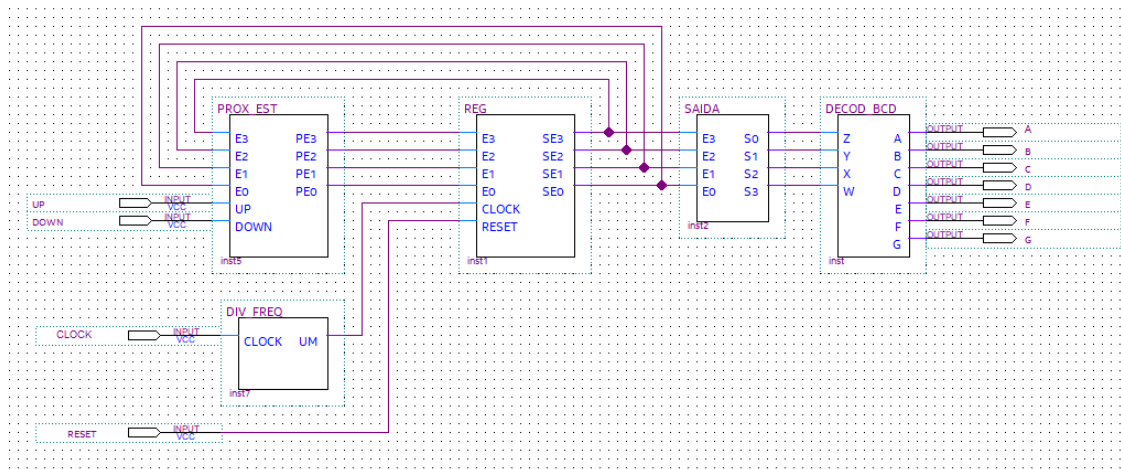 PROX_EST
E3 PE3
E2 PE2
E1 PE1
E0 PE0
UP
DOWN
inst5
REG
E3 SE3
E2 SE2
E1 SE1
E0 SE0
CLOCK
RESET
inst1
SAIDA
E3 S0
E2 S1
E1 S2
E0 S3
inst2
DECOD_BCD
Z A
Y B
X C
W D
E
F
G
inst
OUTPUT A
OUTPUT B
OUTPUT C
OUTPUT D
OUTPUT E
OUTPUT F
OUTPUT G
UP INPUT
VCC
DOWN INPUT
VCC
DIV_FREQ
CLOCK UM
inst7
CLOCK INPUT
VCC
RESET INPUT
VCC